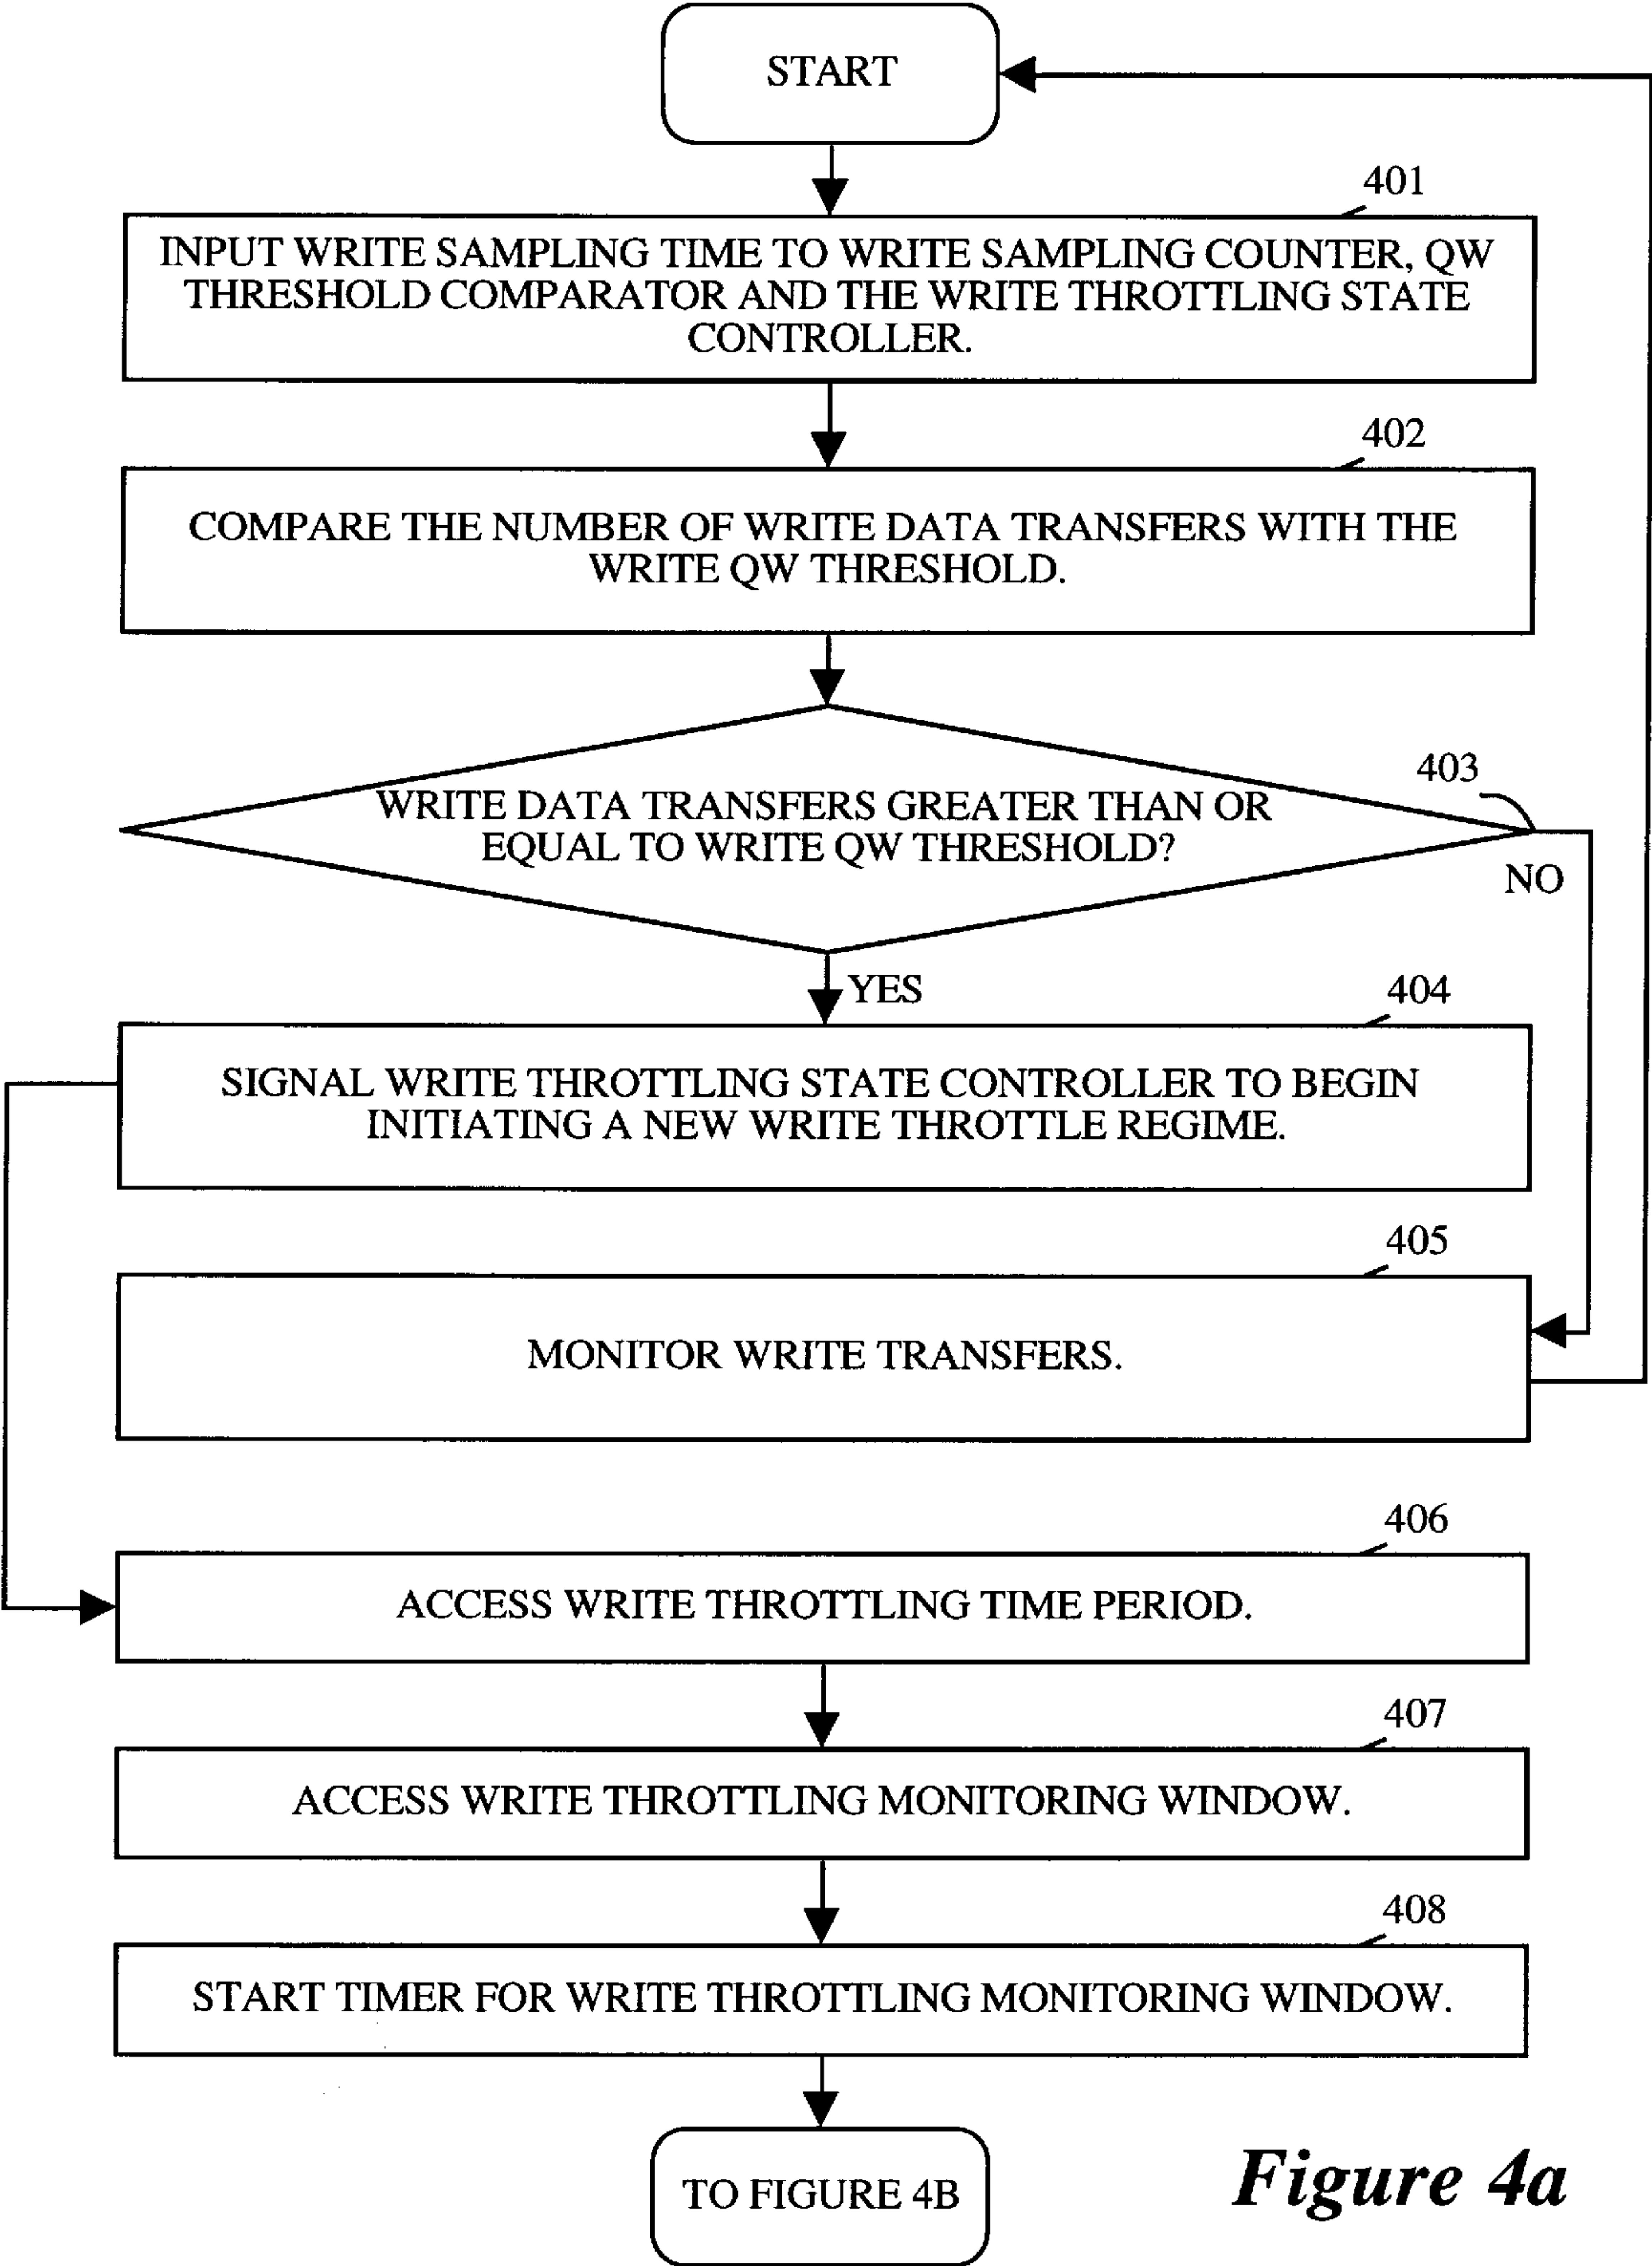 START
401
INPUT WRITE SAMPLING TIME TO WRITE SAMPLING COUNTER, QW
THRESHOLD COMPARATOR AND THE WRITE THROTTLING STATE
CONTROLLER.
402
COMPARE THE NUMBER OF WRITE DATA TRANSFERS WITH THE
WRITE QW THRESHOLD.
403
WRITE DATA TRANSFERS GREATER THAN OR
EQUAL TO WRITE QW THRESHOLD?
NO
YES
404
SIGNAL WRITE THROTTLING STATE CONTROLLER TO BEGIN
INITIATING A NEW WRITE THROTTLE REGIME.
405
MONITOR WRITE TRANSFERS.
406
ACCESS WRITE THROTTLING TIME PERIOD.
407
ACCESS WRITE THROTTLING MONITORING WINDOW.
408
START TIMER FOR WRITE THROTTLING MONITORING WINDOW.
TO FIGURE 4B
Figure 4a